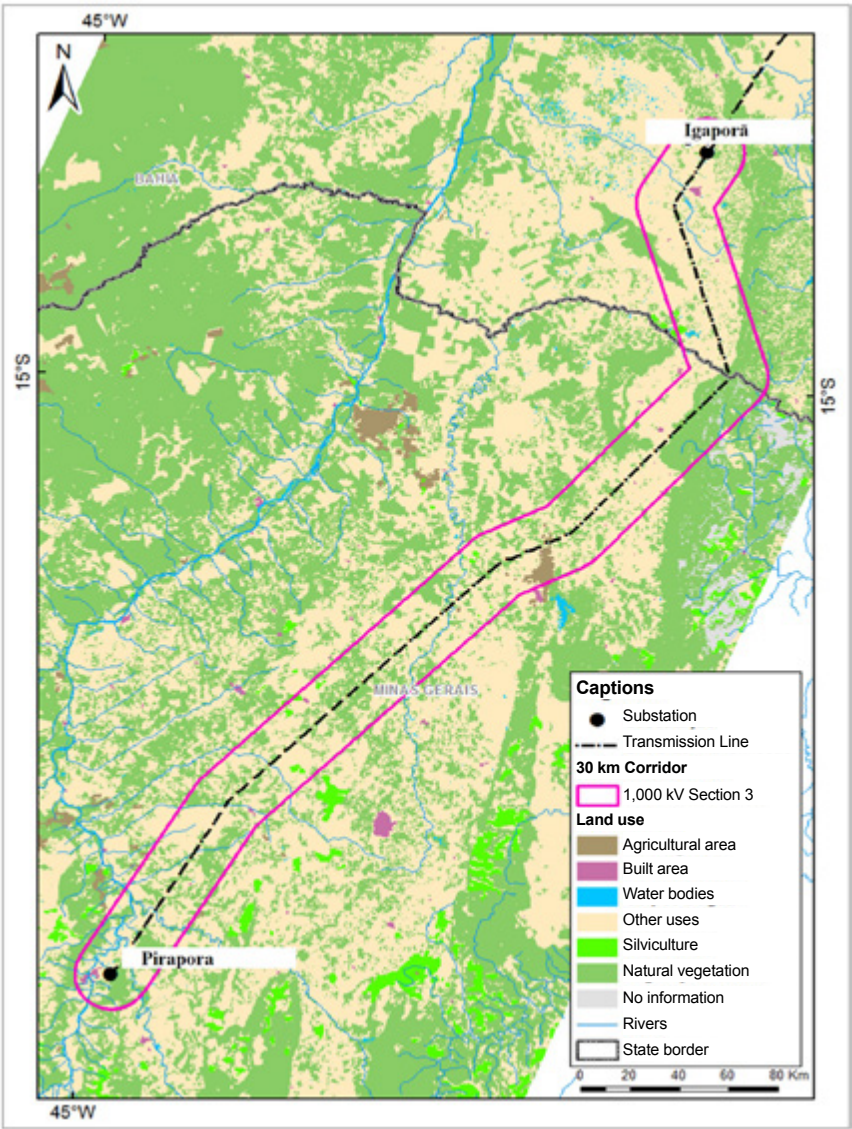 45°W
N
Igaporã
BAHIA
15°S
15°S
MINAS GERAIS
Pirapora
Captions
Substation
Transmission Line
30 km Corridor
1,000 kV Section 3
Land use
Agricultural area
Built area
Water bodies
Other uses
Silviculture
Natural vegetation
No information
Rivers
State border
0 20 40 60 80 Km
45°W